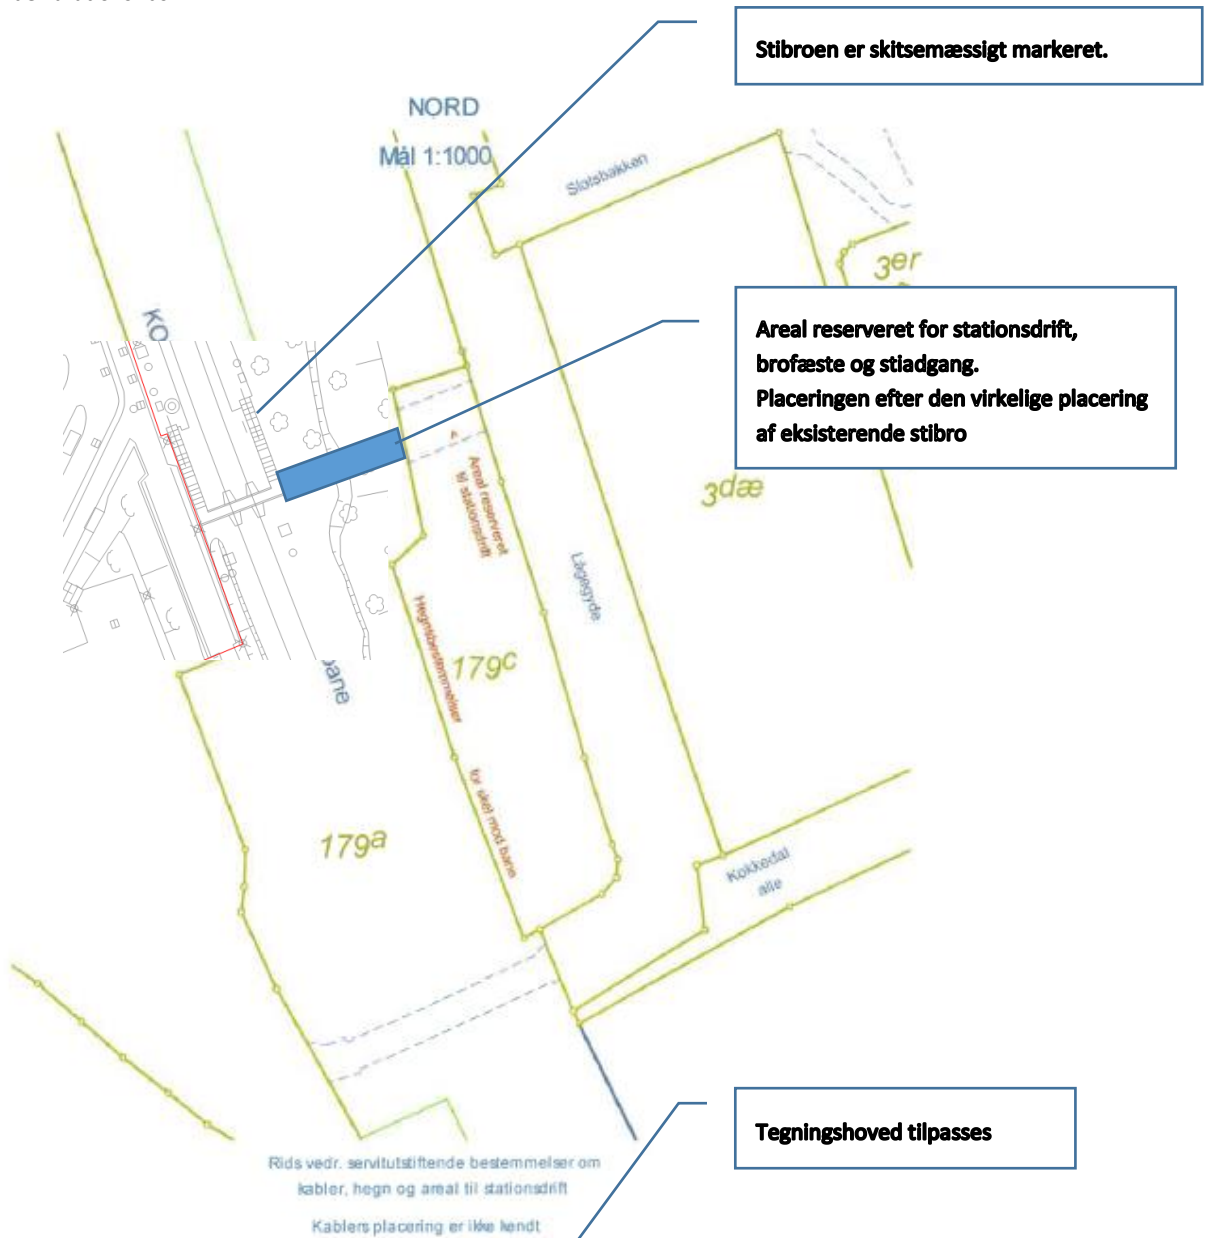 Stibroen er skitsemæssigt markeret.
NORD
Mål 1:1000
Slotsbakken
3er
KO
Areal reserveret for stationsdrift,
brofæste og stiadgang.
Placeringen efter den virkelige placering
af eksisterende stibro
A
Areal reserveret
til stationsdrift
3dæ
Lågegyde
Hegnsbestemmelser
179c
bane
for skel mod bane
179a
Kokkedal
alle
Tegningshoved tilpasses
Rids vedr. servitutstiftende bestemmelser om
kabler, hegn og areal til stationsdrift
Kablers placering er ikke kendt